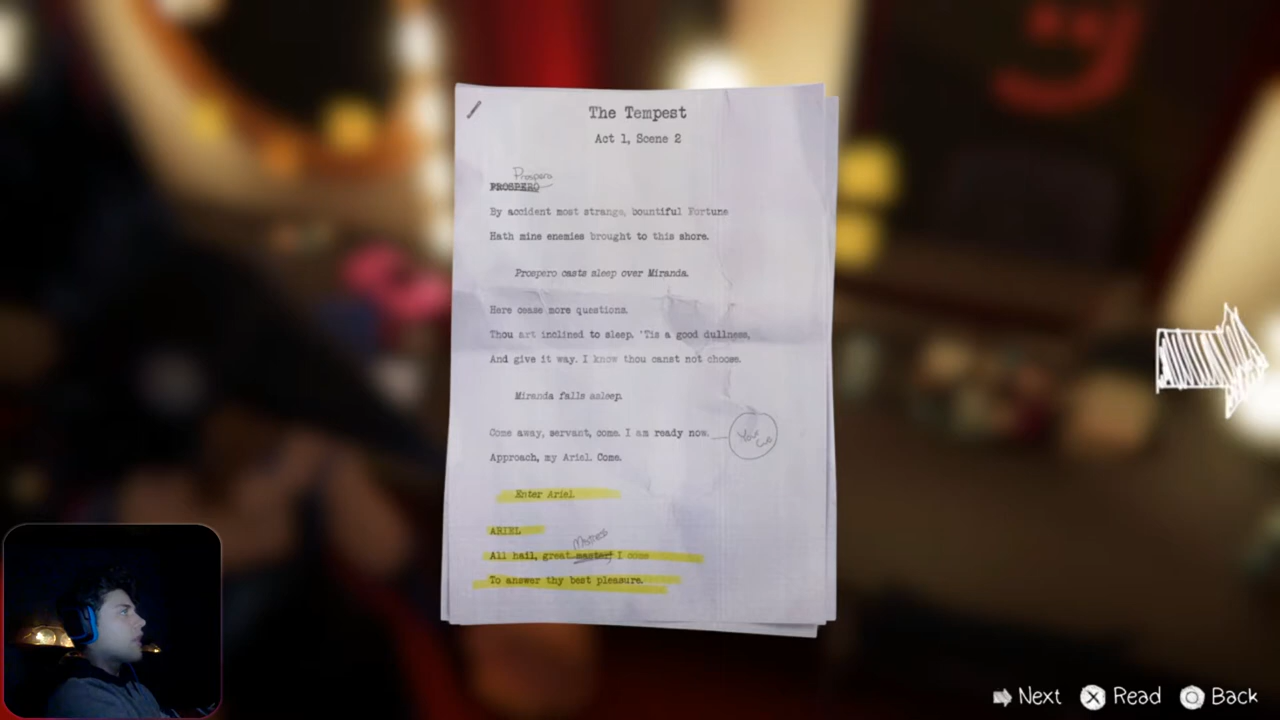 The Tempest
Act 1, Scene 2
Prospera
PROSPERO
By accident most strange, bountiful Fortune
Hath mine enemies brought to this shore.
Prospero casts sleep over Miranda.
Here cease more questions.
Thou art inclined to sleep. 'Tis a good dullness,
And give it way. I know thou canst not choose.
Miranda falls asleep.
Come away, servant, come. I am ready now.
Your cue
Approach, my Ariel. Come.
Enter Ariel.
ARIEL
Mistress
All hail, great master! I come
To answer thy best pleasure.
Next
Read
Back